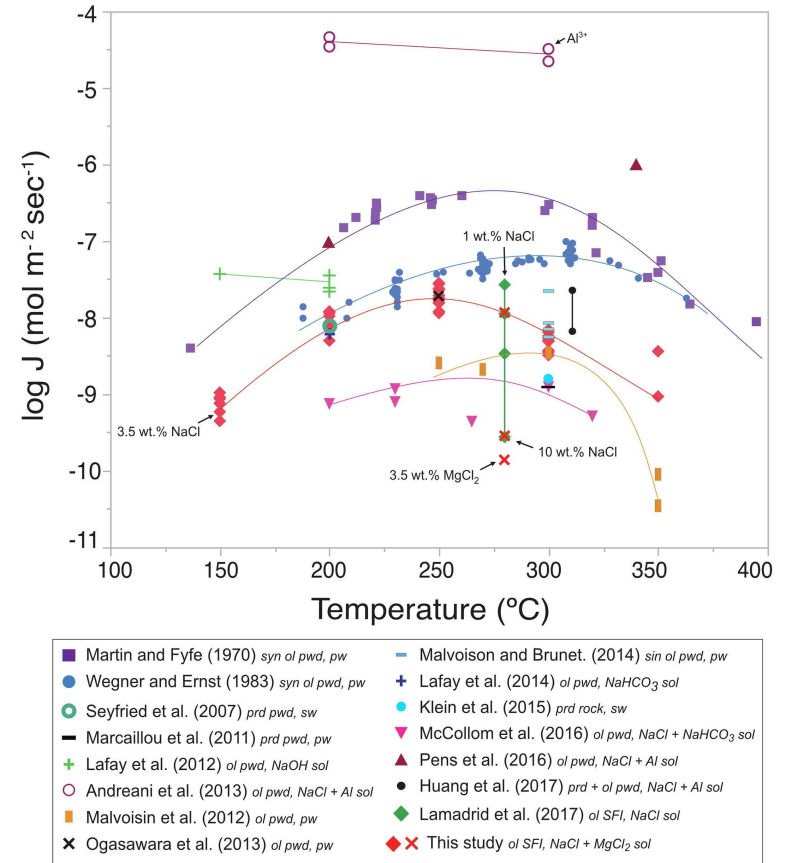 -4
-5
-6
-7
-8
-9
-10
-11
log J (mol m-2 sec-1)
Al3+
1 wt.% NaCl
3.5 wt.% NaCl
10 wt.% NaCl
3.5 wt.% MgCl2
100 150 200 250 300 350 400
Temperature (ºC)
Martin and Fyfe (1970) syn ol pwd, pw
Wegner and Ernst (1983) syn ol pwd, pw
Seyfried et al. (2007) prd pwd, sw
Marcaillou et al. (2011) prd pwd, pw
Lafay et al. (2012) ol pwd, NaOH sol
Andreani et al. (2013) ol pwd, NaCl + Al sol
Malvoisin et al. (2012) ol pwd, pw
Ogasawara et al. (2013) ol pwd, pw
Malvoison and Brunet. (2014) sin ol pwd, pw
Lafay et al. (2014) ol pwd, NaHCO3 sol
Klein et al. (2015) prd rock, sw
McCollom et al. (2016) ol pwd, NaCl + NaHCO3 sol
Pens et al. (2016) ol pwd, NaCl + Al sol
Huang et al. (2017) prd + ol pwd, NaCl + Al sol
Lamadrid et al. (2017) ol SFI, NaCl sol
This study ol SFI, NaCl + MgCl2 sol